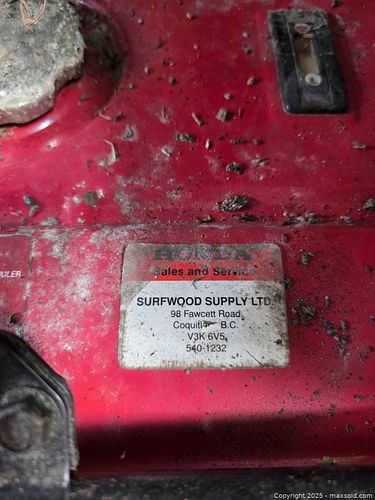 HONDA
Sales and Service
SURFWOOD SUPPLY LTD.
98 Fawcett Road,
B.C.
V3K 6V5
540-1232
ULER
Copyright © 2025 - maxsold.com